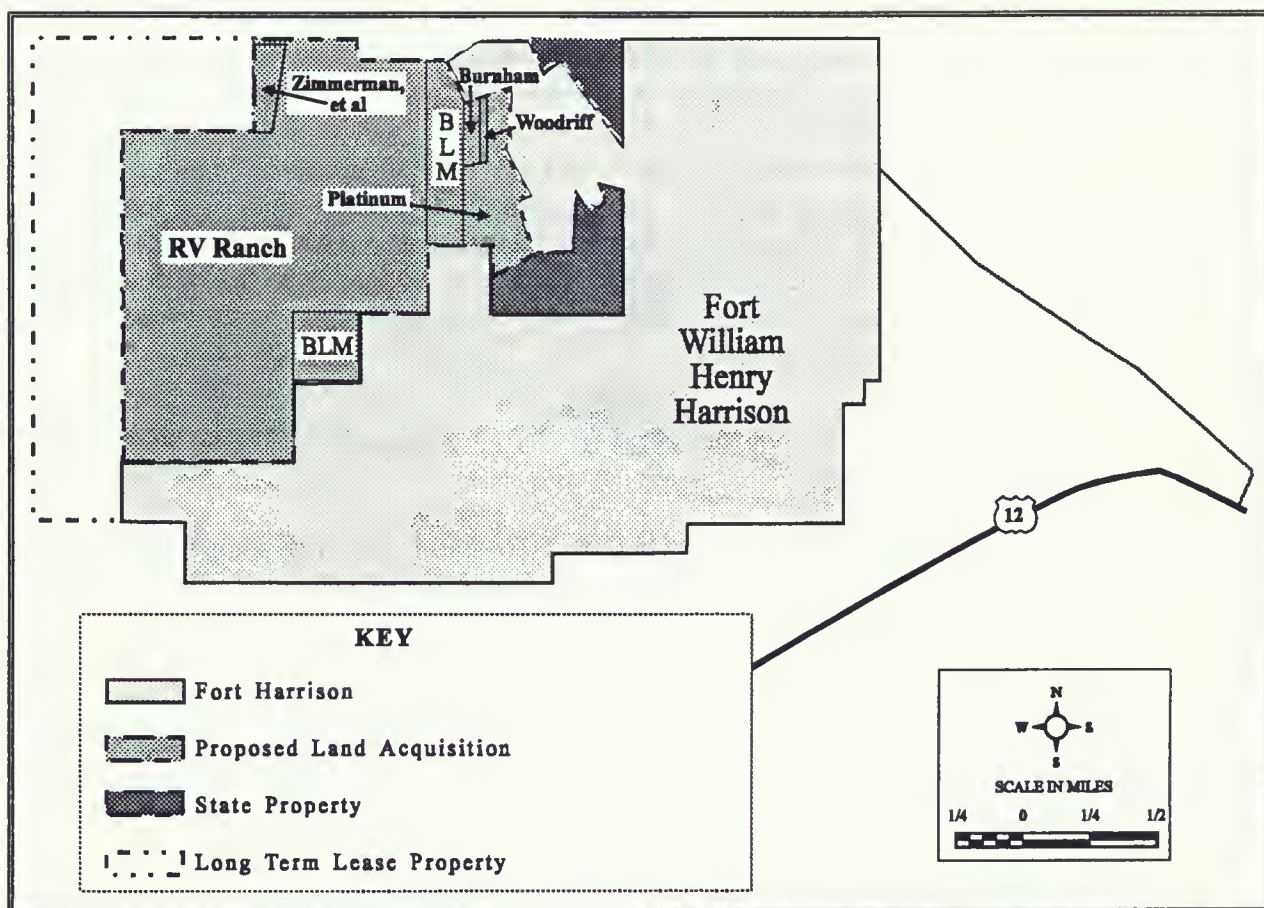 Zimmerman,
et al
Burnham
Woodriff
B
L
M
Platinum
RV Ranch
BLM
Fort
William
Henry
Harrison
12
KEY
Fort Harrison
Proposed Land Acquisition
State Property
Long Term Lease Property
N
W
E
S
SCALE IN MILES
1/4 0 1/4 1/2